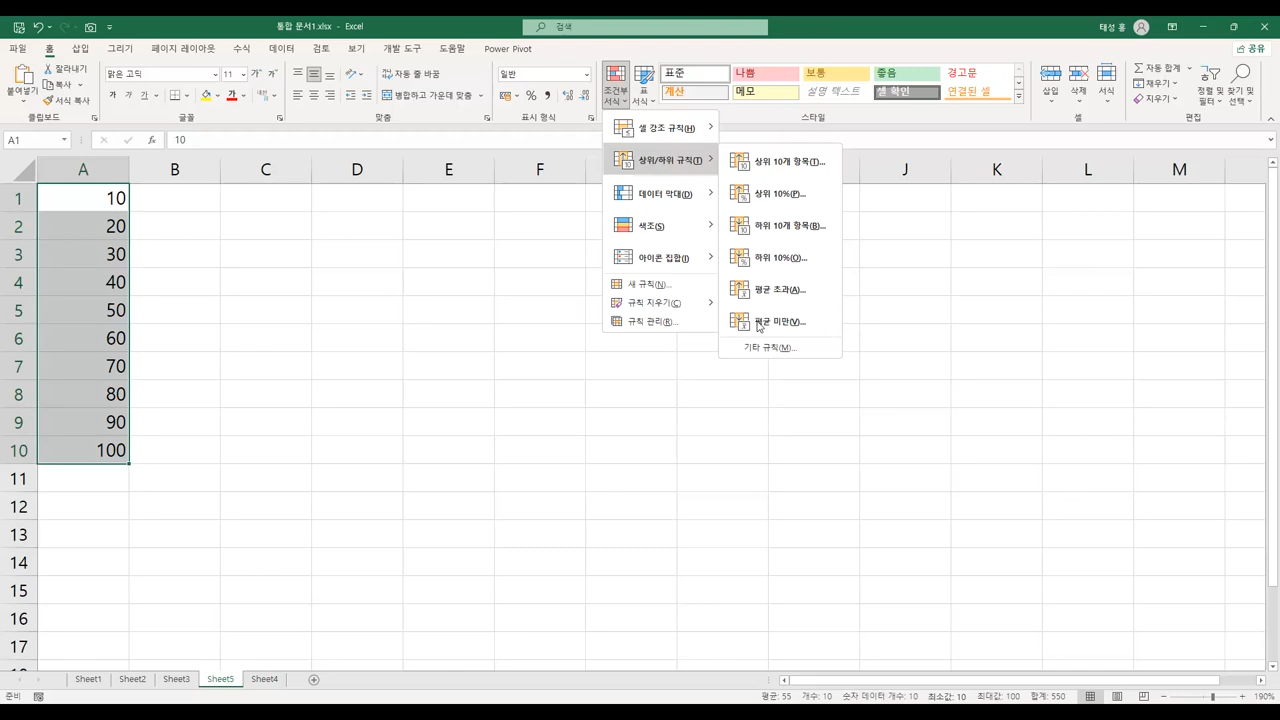 통합 문서1.xlsx - Excel
검색
태성 홍
파일 홈 삽입 그리기 페이지 레이아웃 수식 데이터 검토 보기 개발 도구 도움말 Power Pivot
공유
붙여넣기
잘라내기
복사
서식 복사
클립보드
맑은 고딕 11
가 가 가
글꼴
자동 줄 바꿈
병합하고 가운데 맞춤
맞춤
일반
표시 형식
조건부 서식
표 서식
표준 나쁨 보통 좋음 경고문
계산 메모 설명 텍스트 셀 확인 연결된 셀
스타일
삽입 삭제 서식
셀
자동 합계
채우기
지우기
정렬 및 필터
찾기 및 선택
편집
A1
fx 10
셀 강조 규칙(H)
상위/하위 규칙(T)
데이터 막대(D)
색조(S)
아이콘 집합(I)
새 규칙(N)...
규칙 지우기(C)
규칙 관리(R)...
상위 10개 항목(T)...
상위 10%(P)...
하위 10개 항목(B)...
하위 10%(O)...
평균 초과(A)...
평균 미만(V)...
기타 규칙(M)...
A B C D E F J K L M
1 10
2 20
3 30
4 40
5 50
6 60
7 70
8 80
9 90
10 100
11
12
13
14
15
16
17
Sheet1 Sheet2 Sheet3 Sheet5 Sheet4
준비
평균: 55 개수: 10 숫자 데이터 개수: 10 최소값: 10 최대값: 100 합계: 550
190%